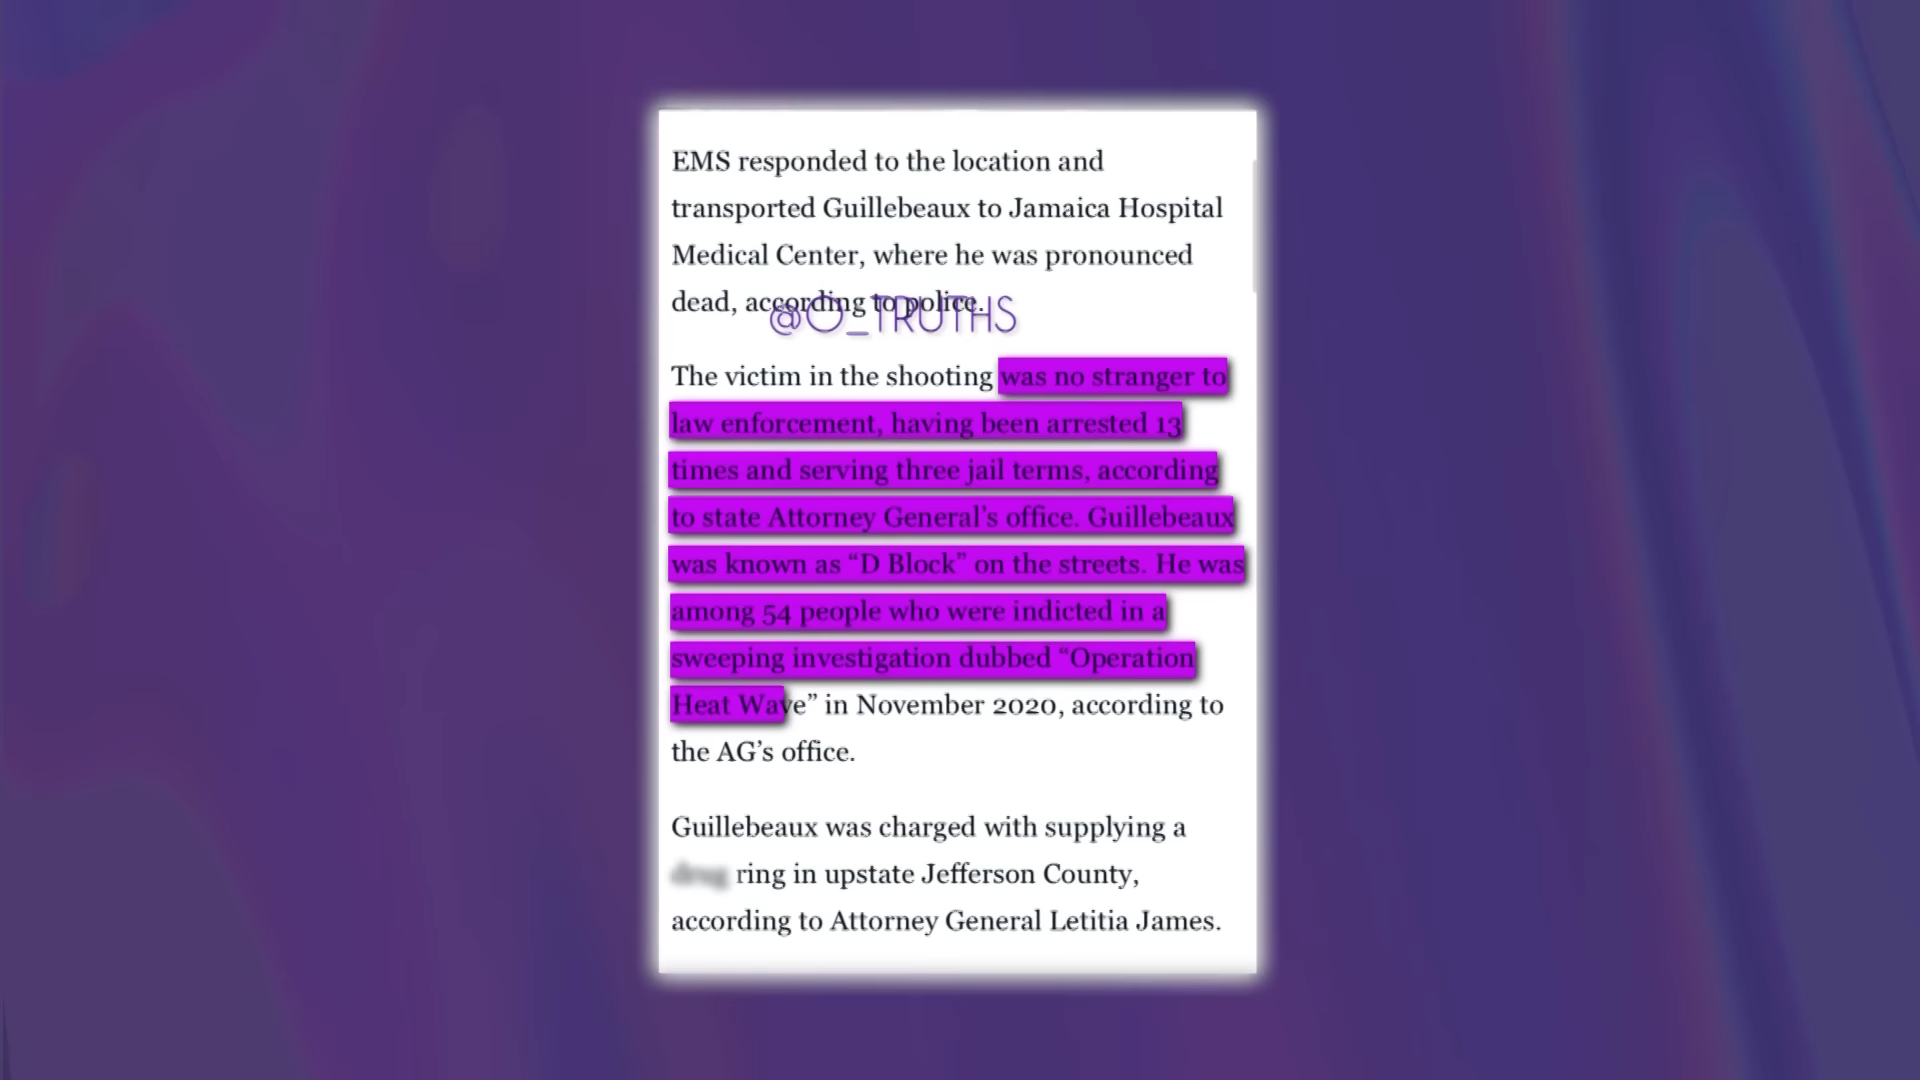 EMS responded to the location and
transported Guillebeaux to Jamaica Hospital
Medical Center, where he was pronounced
dead, according to police.
@O_TRUTHS
The victim in the shooting was no stranger to
law enforcement, having been arrested 13
times and serving three jail terms, according
to state Attorney General’s office. Guillebeaux
was known as “D Block” on the streets. He was
among 54 people who were indicted in a
sweeping investigation dubbed “Operation
Heat Wave” in November 2020, according to
the AG’s office.
Guillebeaux was charged with supplying a
ring in upstate Jefferson County,
according to Attorney General Letitia James.